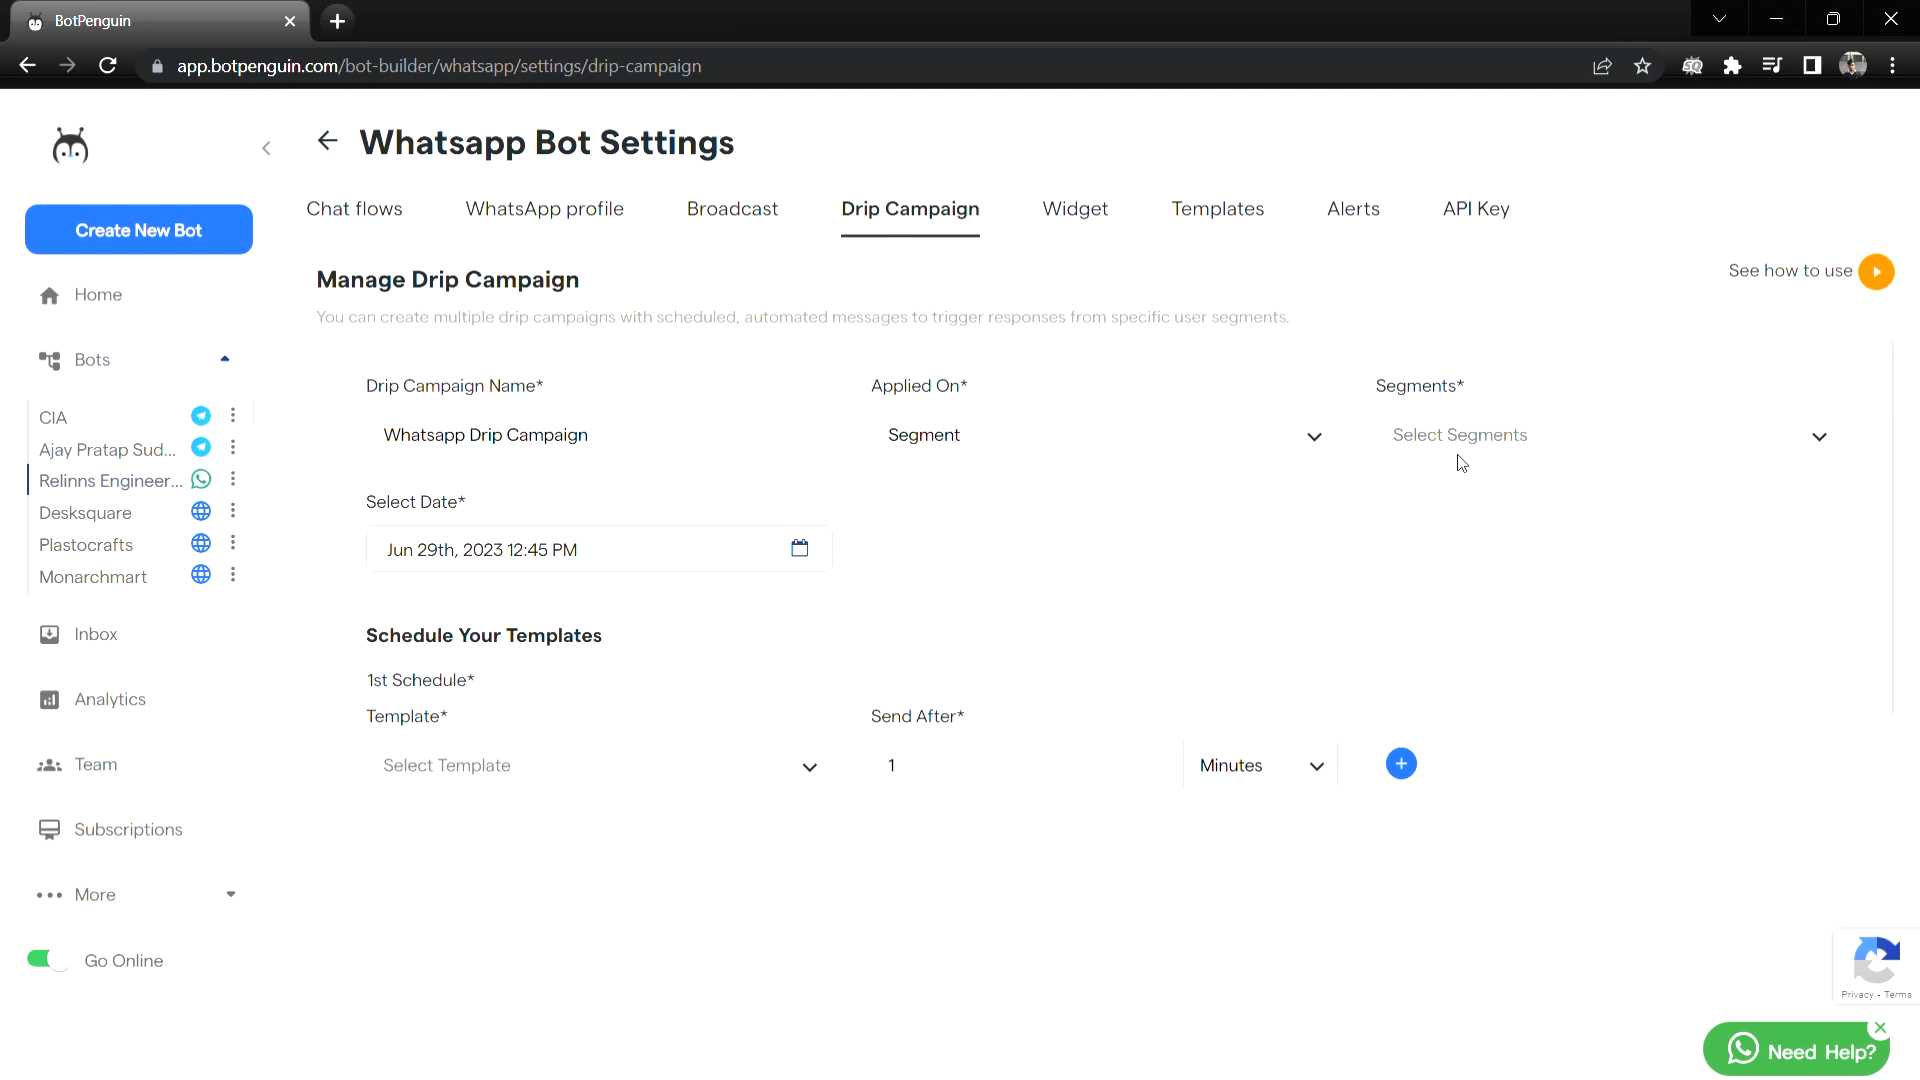 BotPenguin
app.botpenguin.com/bot-builder/whatsapp/settings/drip-campaign
Whatsapp Bot Settings
Chat flows WhatsApp profile Broadcast Drip Campaign Widget Templates Alerts API Key
Create New Bot
Home
Bots
CIA
Ajay Pratap Sud...
Relinns Engineer...
Desksquare
Plastocrafts
Monarchmart
Inbox
Analytics
Team
Subscriptions
More
Go Online
Manage Drip Campaign
See how to use
You can create multiple drip campaigns with scheduled, automated messages to trigger responses from specific user segments.
Drip Campaign Name* Applied On* Segments*
Whatsapp Drip Campaign Segment Select Segments
Select Date*
Jun 29th, 2023 12:45 PM
Schedule Your Templates
1st Schedule*
Template* Send After*
Select Template 1 Minutes
Privacy - Terms
Need Help?